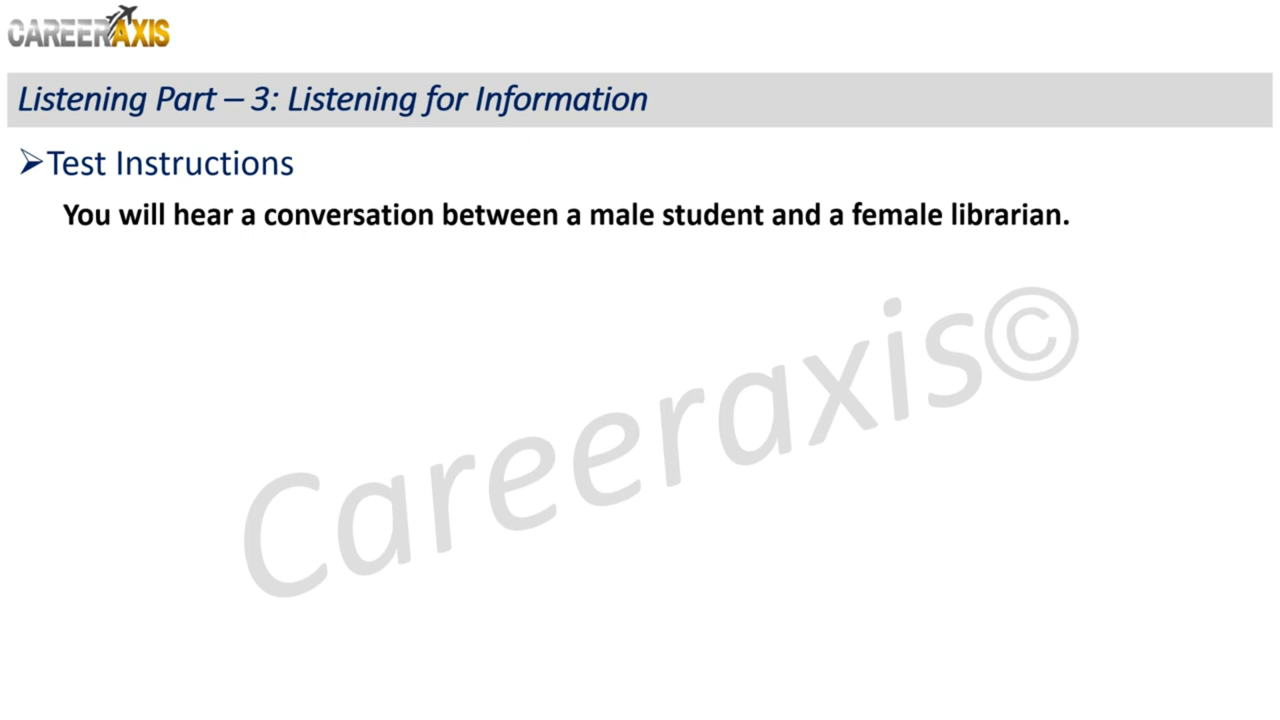 CAREERAXIS
Listening Part – 3: Listening for Information
➢Test Instructions
You will hear a conversation between a male student and a female librarian.
Careeraxis©